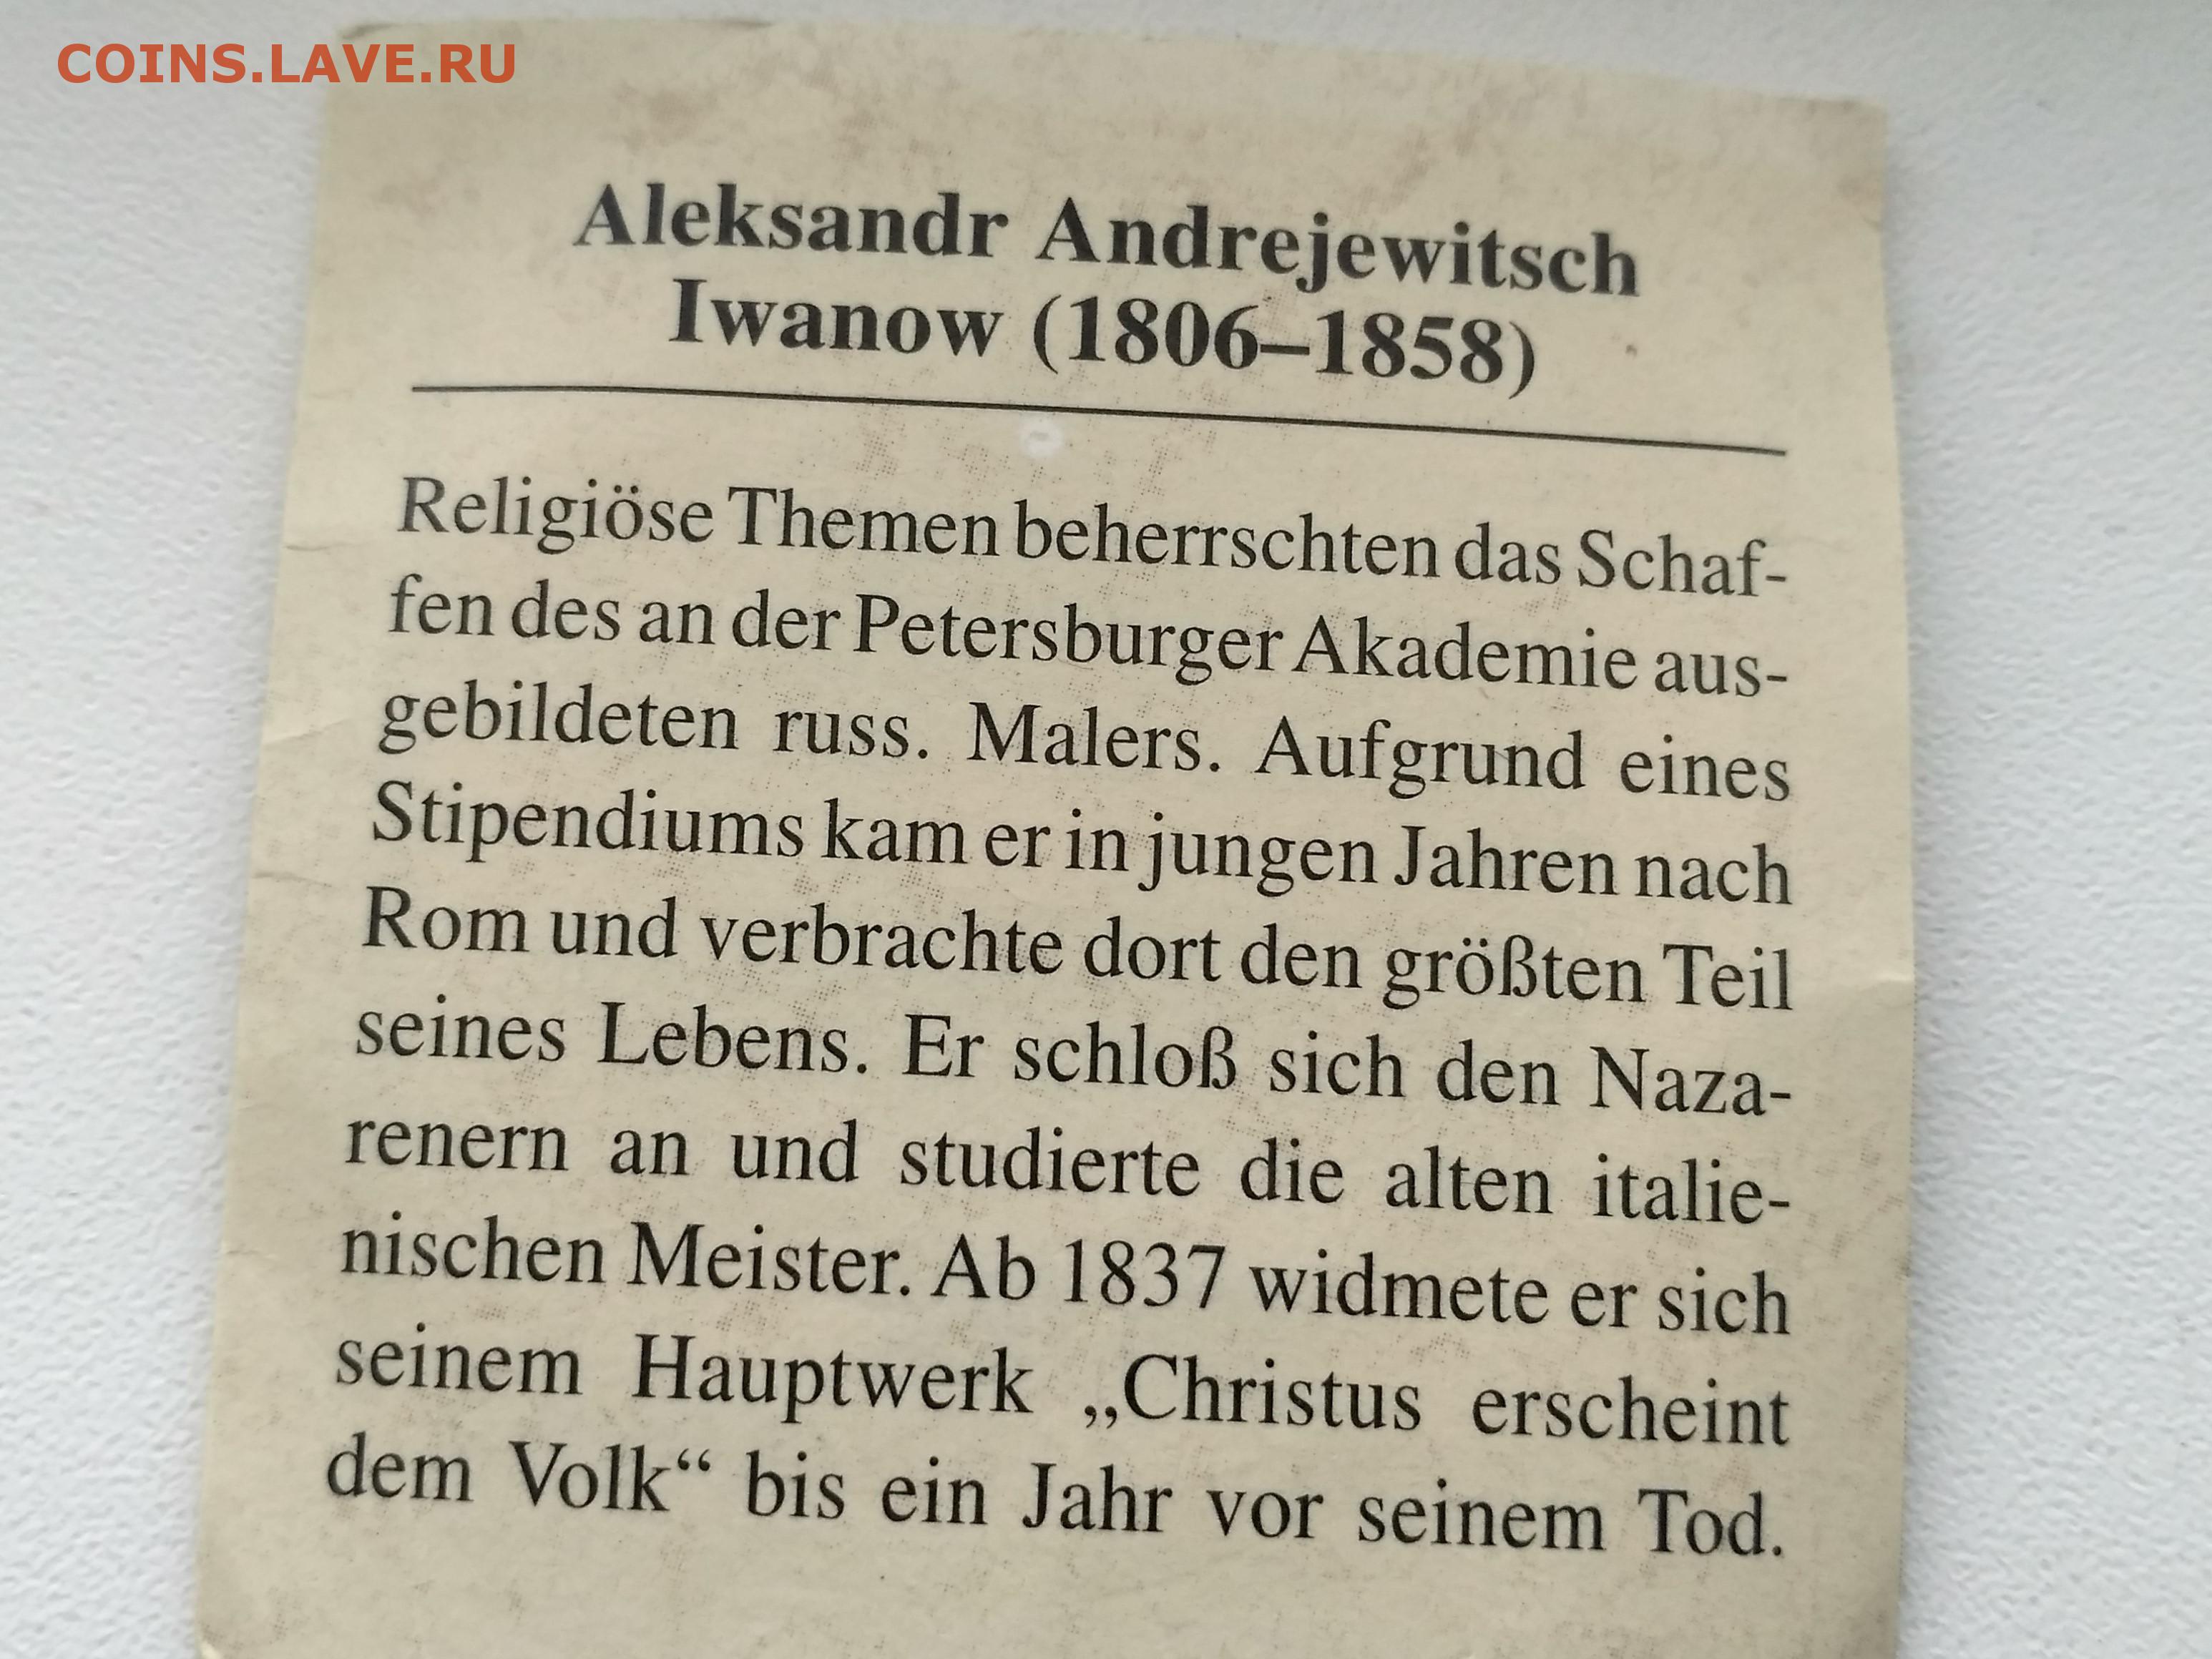 COINS.LAVE.RU
Aleksandr Andrejewitsch
Iwanow (1806–1858)
Religiöse Themen beherrschten das Schaf-
fen des an der Petersburger Akademie aus-
gebildeten russ. Malers. Aufgrund eines
Stipendiums kam er in jungen Jahren nach
Rom und verbrachte dort den größten Teil
seines Lebens. Er schloß sich den Naza-
renern an und studierte die alten italie-
nischen Meister. Ab 1837 widmete er sich
seinem Hauptwerk „Christus erscheint
dem Volk“ bis ein Jahr vor seinem Tod.